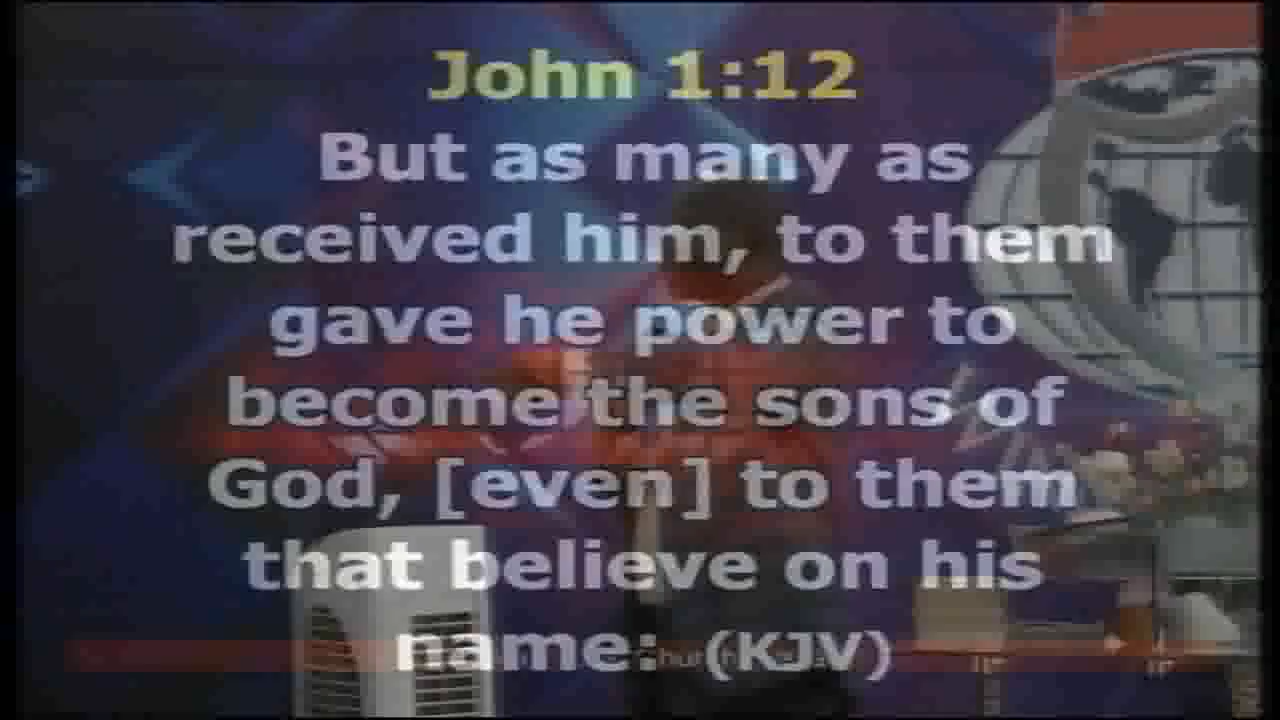 John 1:12
But as many as
received him, to them
gave he power to
become the sons of
God, [even] to them
that believe on his
name: (KJV)